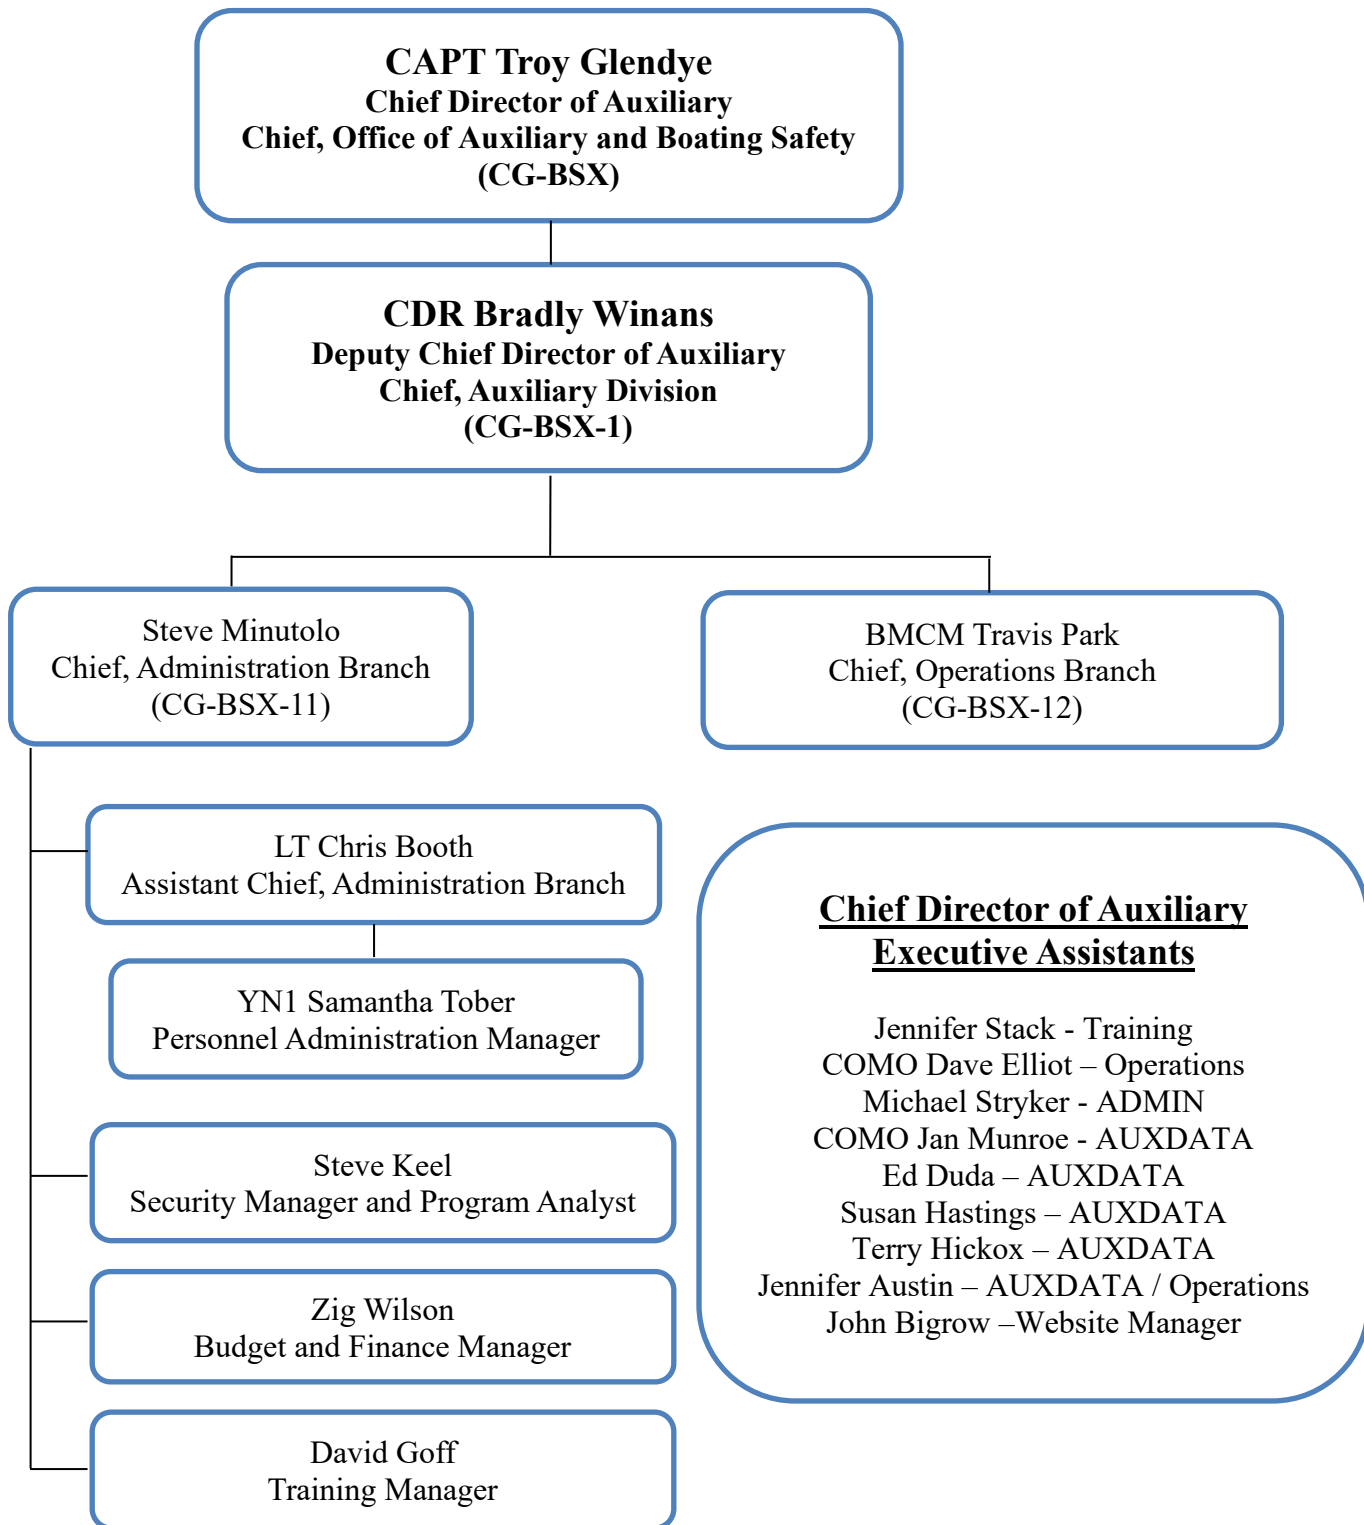 CAPT Troy Glendye
Chief Director of Auxiliary
Chief, Office of Auxiliary and Boating Safety
(CG-BSX)
CDR Bradly Winans
Deputy Chief Director of Auxiliary
Chief, Auxiliary Division
(CG-BSX-1)
Steve Minutolo
Chief, Administration Branch
(CG-BSX-11)
BMCM Travis Park
Chief, Operations Branch
(CG-BSX-12)
LT Chris Booth
Assistant Chief, Administration Branch
YN1 Samantha Tober
Personnel Administration Manager
Steve Keel
Security Manager and Program Analyst
Zig Wilson
Budget and Finance Manager
David Goff
Training Manager
Chief Director of Auxiliary
Executive Assistants
Jennifer Stack - Training
COMO Dave Elliot – Operations
Michael Stryker - ADMIN
COMO Jan Munroe - AUXDATA
Ed Duda – AUXDATA
Susan Hastings – AUXDATA
Terry Hickox – AUXDATA
Jennifer Austin – AUXDATA / Operations
John Bigrow –Website Manager